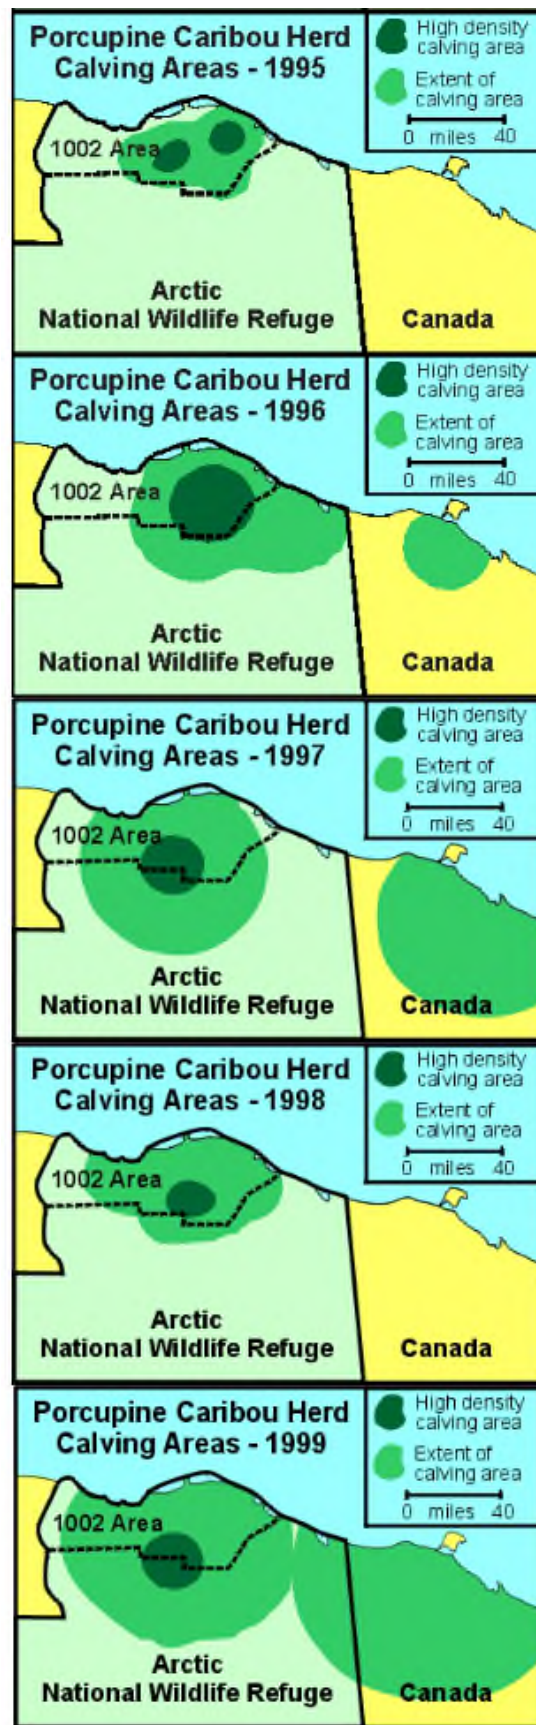 Porcupine Caribou Herd
Calving Areas - 1995
High density
calving area
Extent of
calving area
0 miles 40
1002 Area
Arctic
National Wildlife Refuge
Canada
Porcupine Caribou Herd
Calving Areas - 1996
High density
calving area
Extent of
calving area
0 miles 40
1002 Area
Arctic
National Wildlife Refuge
Canada
Porcupine Caribou Herd
Calving Areas - 1997
High density
calving area
Extent of
calving area
0 miles 40
1002 Area
Arctic
National Wildlife Refuge
Canada
Porcupine Caribou Herd
Calving Areas - 1998
High density
calving area
Extent of
calving area
0 miles 40
1002 Area
Arctic
National Wildlife Refuge
Canada
Porcupine Caribou Herd
Calving Areas - 1999
High density
calving area
Extent of
calving area
0 miles 40
1002 Area
Arctic
National Wildlife Refuge
Canada